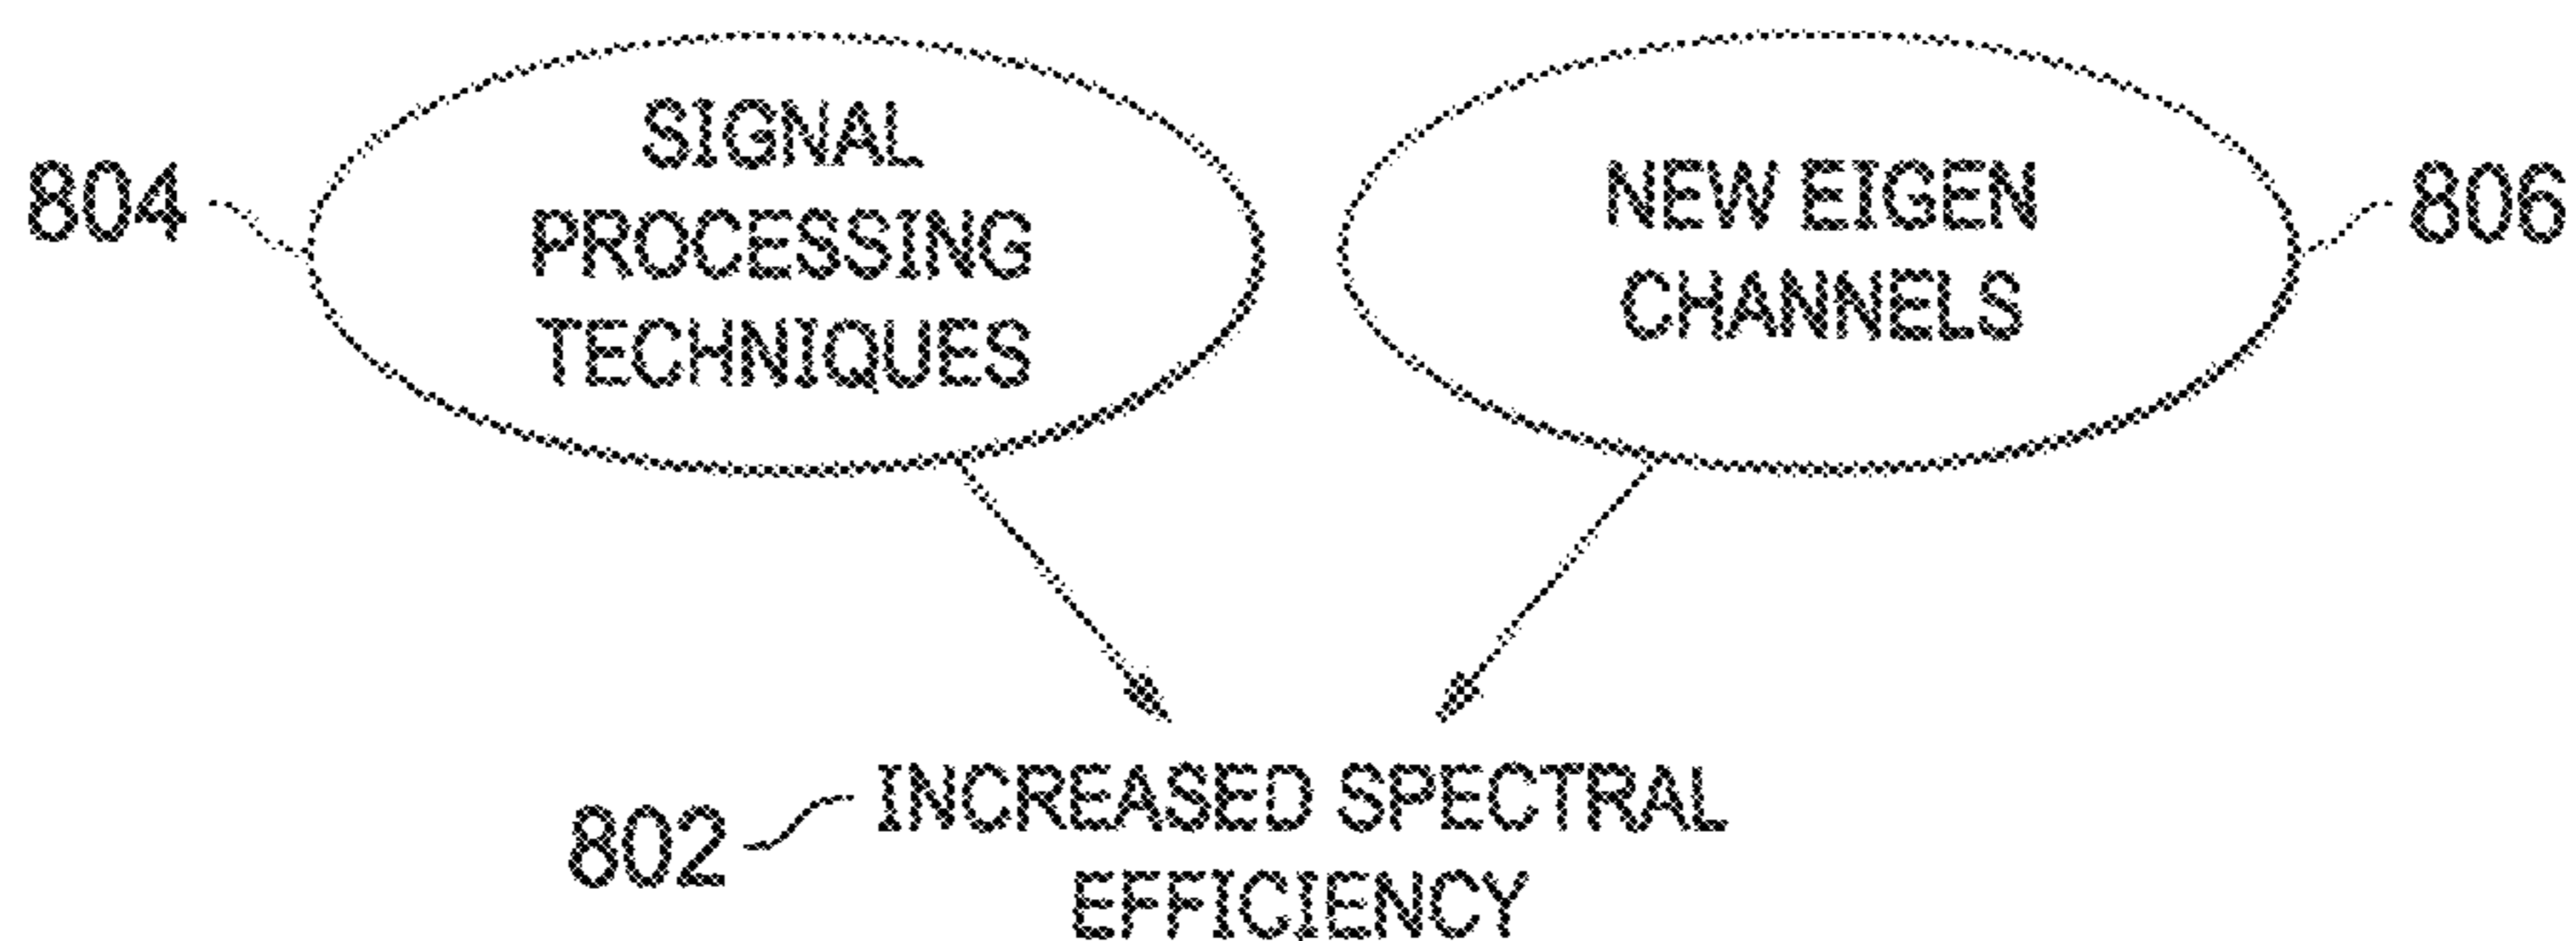 SIGNAL
PROCESSING
TECHNIQUES
804
NEW EIGEN
CHANNELS
806
802
INCREASED SPECTRAL
EFFICIENCY